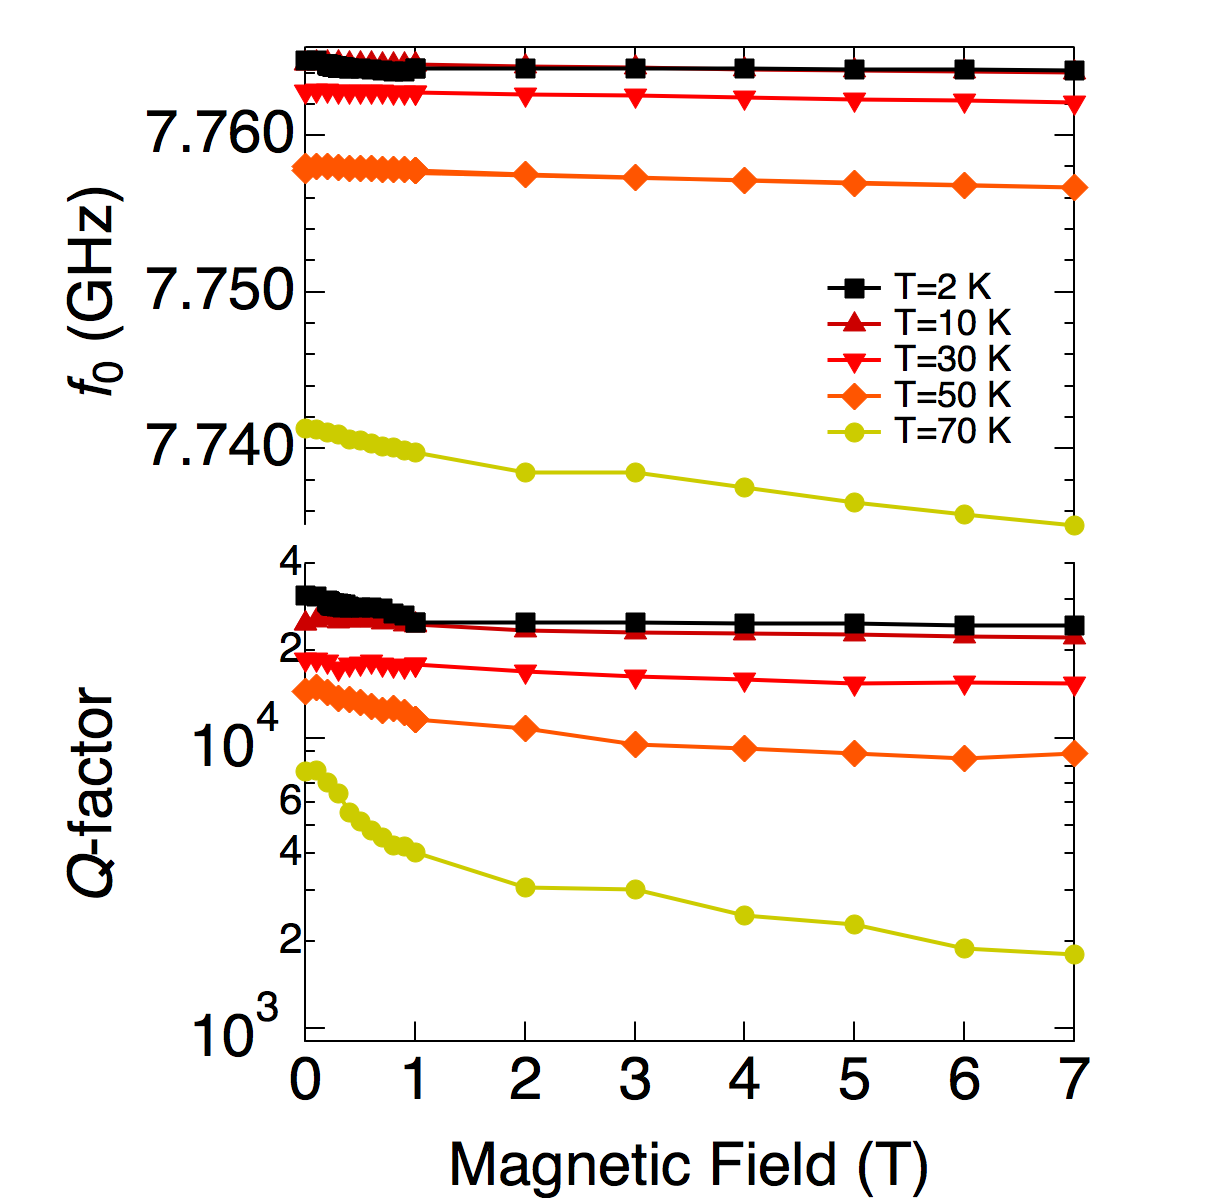 7.760
7.750
7.740
f0 (GHz)
T=2 K
T=10 K
T=30 K
T=50 K
T=70 K
4
2
10^4
6
4
2
10^3
Q-factor
0 1 2 3 4 5 6 7
Magnetic Field (T)